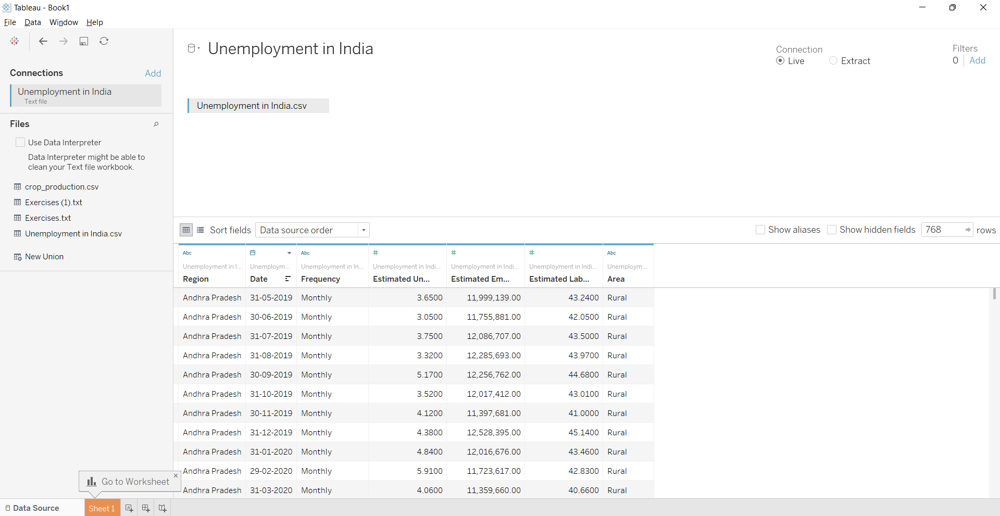 Tableau - Book1
File Data Window Help
Connections Add
Unemployment in India
Text file
Files
Use Data Interpreter
Data Interpreter might be able to
clean your Text file workbook.
crop_production.csv
Exercises (1).txt
Exercises.txt
Unemployment in India.csv
New Union
Unemployment in India
Connection
Live Extract
Filters
0 Add
Unemployment in India.csv
Sort fields Data source order Show aliases Show hidden fields 768 rows
Abc Abc # # # Abc
Unemployment in I... Unemploym... Unemployment in In... Unemployment in Indi... Unemployment in Indi... Unemployment in Indi... Unemploym...
Region Date Frequency Estimated Un... Estimated Em... Estimated Lab... Area
Andhra Pradesh 31-05-2019 Monthly 3.6500 11,999,139.00 43.2400 Rural
Andhra Pradesh 30-06-2019 Monthly 3.0500 11,755,881.00 42.0500 Rural
Andhra Pradesh 31-07-2019 Monthly 3.7500 12,086,707.00 43.5000 Rural
Andhra Pradesh 31-08-2019 Monthly 3.3200 12,285,693.00 43.9700 Rural
Andhra Pradesh 30-09-2019 Monthly 5.1700 12,256,762.00 44.6800 Rural
Andhra Pradesh 31-10-2019 Monthly 3.5200 12,017,412.00 43.0100 Rural
Andhra Pradesh 30-11-2019 Monthly 4.1200 11,397,681.00 41.0000 Rural
Andhra Pradesh 31-12-2019 Monthly 4.3800 12,528,395.00 45.1400 Rural
Andhra Pradesh 31-01-2020 Monthly 4.8400 12,016,676.00 43.4600 Rural
Andhra Pradesh 29-02-2020 Monthly 5.9100 11,723,617.00 42.8300 Rural
Andhra Pradesh 31-03-2020 Monthly 4.0600 11,359,660.00 40.6600 Rural
Go to Worksheet
Data Source Sheet 1